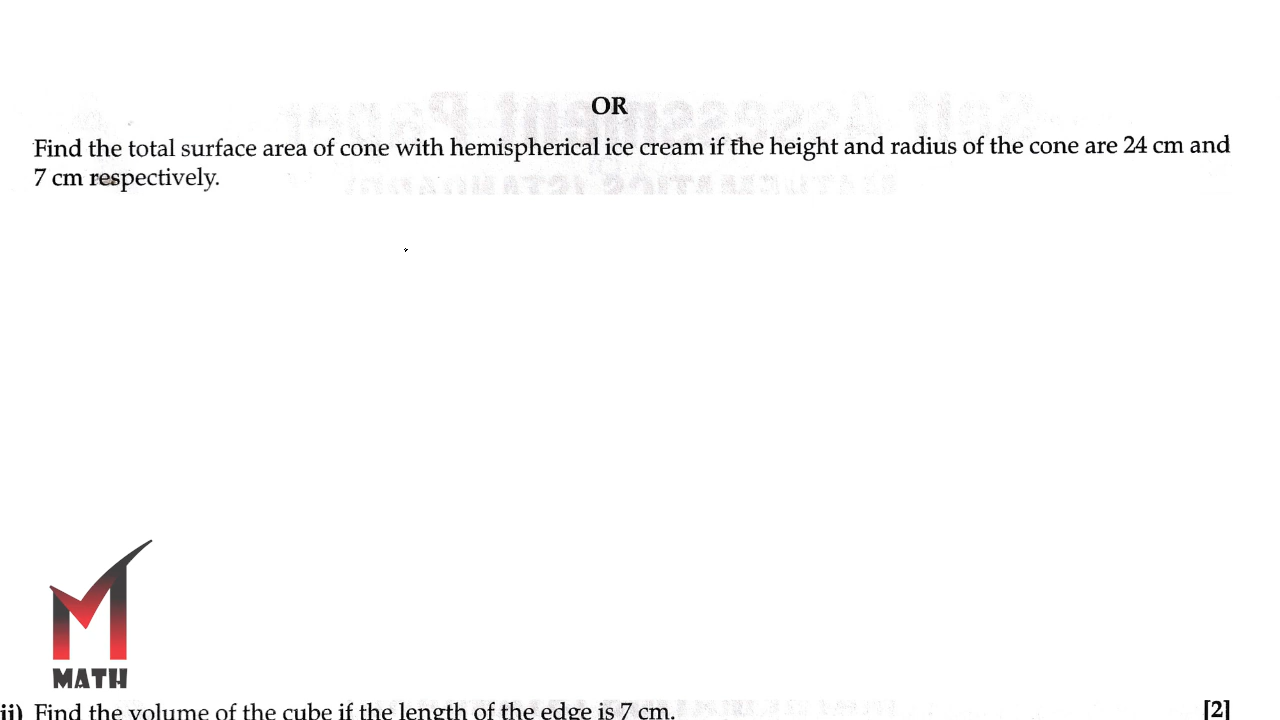 OR
Find the total surface area of cone with hemispherical ice cream if the height and radius of the cone are 24 cm and
7 cm respectively.
MATH
ii) Find the volume of the cube if the length of the edge is 7 cm. [2]